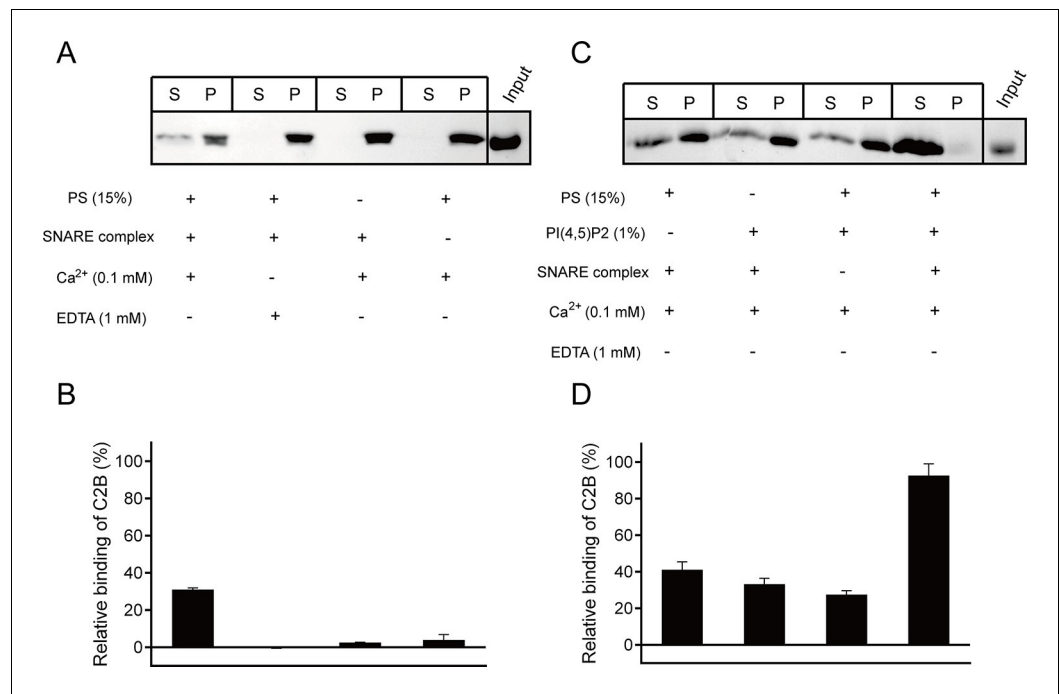 A
S P S P S P S P Input
PS (15%) + + - +
SNARE complex + + + -
Ca2+ (0.1 mM) + - + +
EDTA (1 mM) - + - -
B
Relative binding of C2B (%)
100
80
60
40
20
0
C
S P S P S P S P Input
PS (15%) + - + +
PI(4,5)P2 (1%) - + + +
SNARE complex + + - +
Ca2+ (0.1 mM) + + + +
EDTA (1 mM) - - - -
D
Relative binding of C2B (%)
100
80
60
40
20
0